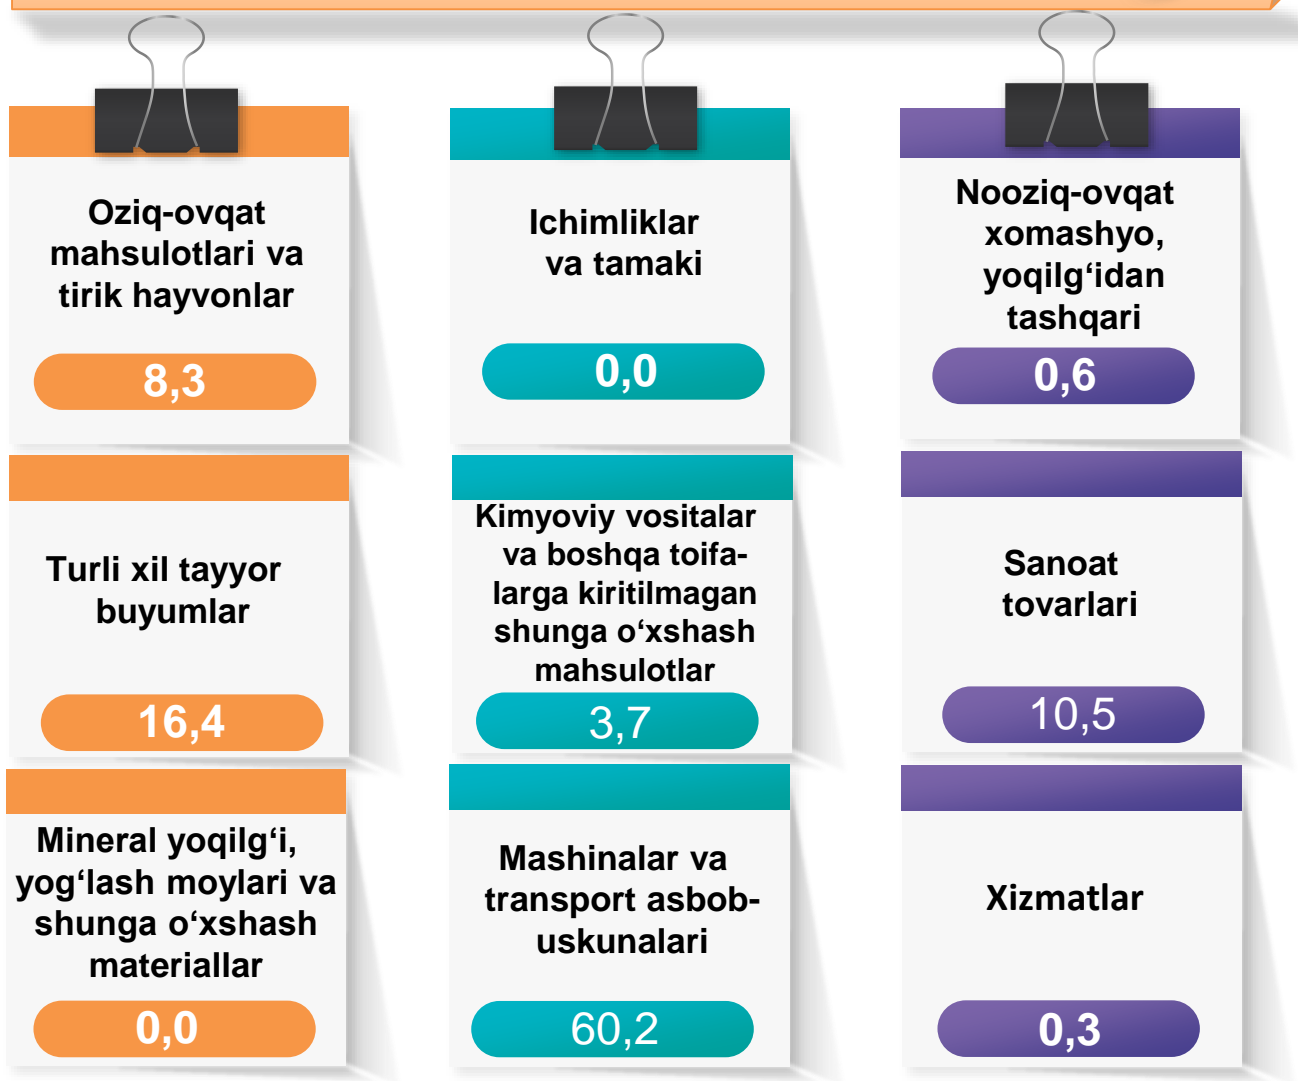 Oziq-ovqat
mahsulotlari va
tirik hayvonlar
8,3
Ichimliklar
va tamaki
0,0
Nooziq-ovqat
xomashyo,
yoqilg‘idan
tashqari
0,6
Turli xil tayyor
buyumlar
16,4
Kimyoviy vositalar
va boshqa toifa-
larga kiritilmagan
shunga o‘xshash
mahsulotlar
3,7
Sanoat
tovarlari
10,5
Mineral yoqilg‘i,
yog‘lash moylari va
shunga o‘xshash
materiallar
0,0
Mashinalar va
transport asbob-
uskunalari
60,2
Xizmatlar
0,3